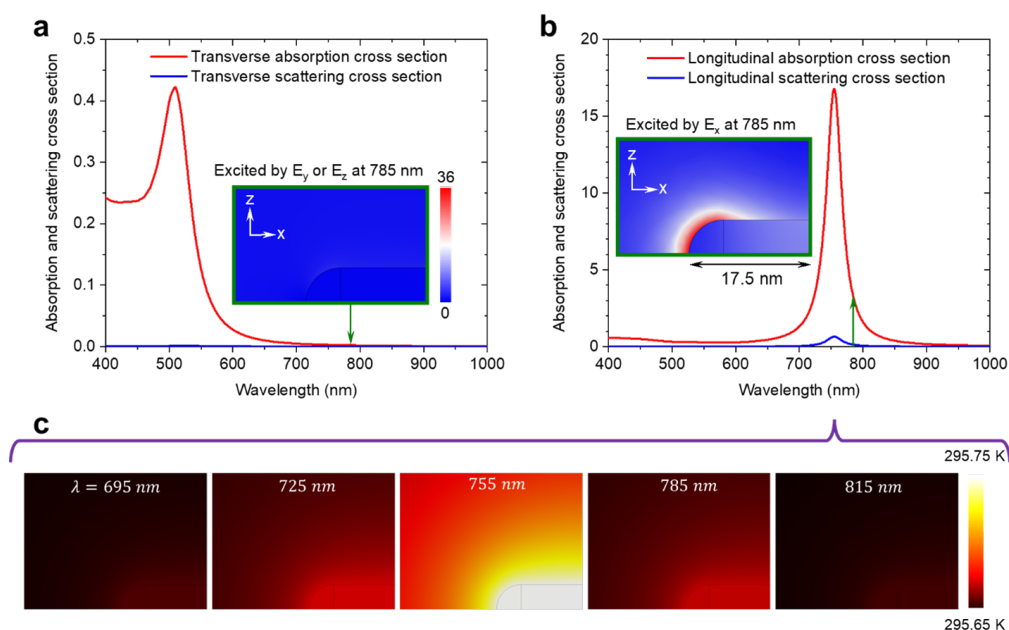 a
Absorption and scattering cross section
0.5
0.4
0.3
0.2
0.1
0.0
Transverse absorption cross section
Transverse scattering cross section
Excited by Ey or Ez at 785 nm
36
0
z
x
400 500 600 700 800 900 1000
Wavelength (nm)
b
Absorption and scattering cross section
20
15
10
5
0
Longitudinal absorption cross section
Longitudinal scattering cross section
Excited by Ex at 785 nm
z
x
17.5 nm
400 500 600 700 800 900 1000
Wavelength (nm)
c
λ = 695 nm
725 nm
755 nm
785 nm
815 nm
295.75 K
295.65 K